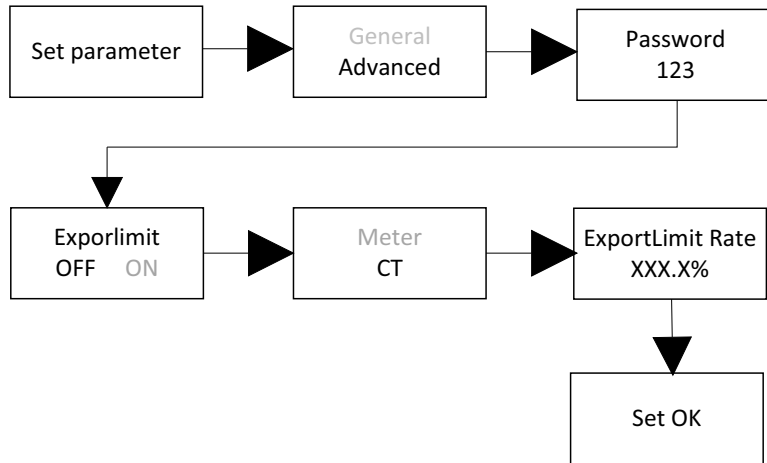 Set parameter
General
Advanced
Password
123
Exporlimit
OFF ON
Meter
CT
ExportLimit Rate
XXX.X%
Set OK